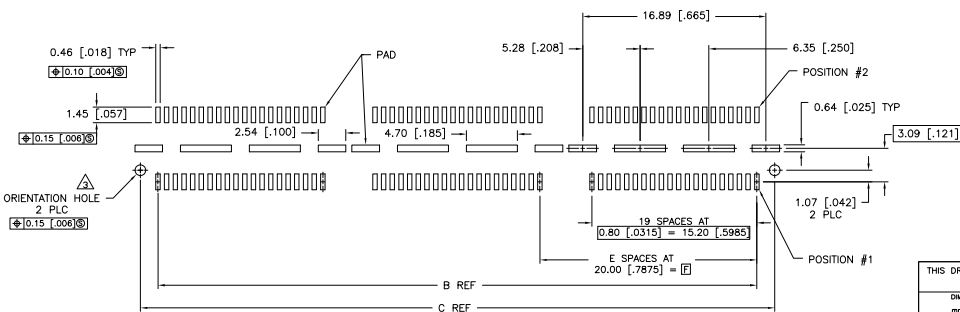 16.89 [.665]
0.46 [.018] TYP
⌖ 0.10 [.004]Ⓢ
PAD
5.28 [.208]
6.35 [.250]
POSITION #2
1.45 [.057]
0.64 [.025] TYP
⌖ 0.15 [.006]Ⓢ
2.54 [.100]
4.70 [.185]
3.09 [.121]
3
ORIENTATION HOLE
2 PLC
⌖ 0.15 [.006]Ⓢ
1.07 [.042]
2 PLC
19 SPACES AT
0.80 [.0315] = 15.20 [.5985]
E SPACES AT
20.00 [.7875] = F
POSITION #1
B REF
C REF
THIS DR
DIM